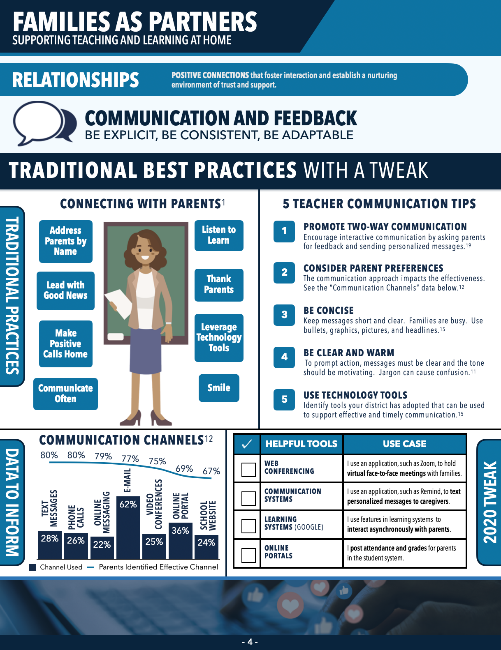 FAMILIES AS PARTNERS
SUPPORTING TEACHING AND LEARNING AT HOME
RELATIONSHIPS
POSITIVE CONNECTIONS that foster interaction and establish a nurturing
environment of trust and support.
COMMUNICATION AND FEEDBACK
BE EXPLICIT, BE CONSISTENT, BE ADAPTABLE
TRADITIONAL BEST PRACTICES WITH A TWEAK
TRADITIONAL PRACTICES
CONNECTING WITH PARENTS¹
Address
Parents by
Name
Lead with
Good News
Make
Positive
Calls Home
Communicate
Often
Listen to
Learn
Thank
Parents
Leverage
Technology
Tools
Smile
5 TEACHER COMMUNICATION TIPS
1
PROMOTE TWO-WAY COMMUNICATION
Encourage interactive communication by asking parents
for feedback and sending personalized messages.
2
CONSIDER PARENT PREFERENCES
The communication approach impacts the effectiveness.
See the "Communication Channels" data below.¹²
3
BE CONCISE
Keep messages short and clear. Families are busy. Use
bullets, graphics, pictures, and headlines.
4
BE CLEAR AND WARM
To prompt action, messages must be clear and the tone
should be motivating. Jargon can cause confusion.
5
USE TECHNOLOGY TOOLS
Identify tools your district has adopted that can be used
to support effective and timely communication.
DATA TO INFORM
COMMUNICATION CHANNELS¹²
80% 80% 79% 77% 75% 69% 67%
TEXT
MESSAGES
PHONE
CALLS
ONLINE
MESSAGING
E-MAIL
VIDEO
CONFERENCES
ONLINE
PORTAL
SCHOOL
WEBSITE
28% 26% 22% 62% 25% 36% 24%
Channel Used Parents Identified Effective Channel
✓ HELPFUL TOOLS USE CASE
WEB
CONFERENCING
I use an application, such as Zoom, to hold
virtual face-to-face meetings with families.
COMMUNICATION
SYSTEMS
I use an application, such as Remind, to text
personalized messages to caregivers.
LEARNING
SYSTEMS (GOOGLE)
I use features in learning systems to
interact asynchronously with parents.
ONLINE
PORTALS
I post attendance and grades for parents
in the student system.
2020 TWEAK
- 4 -